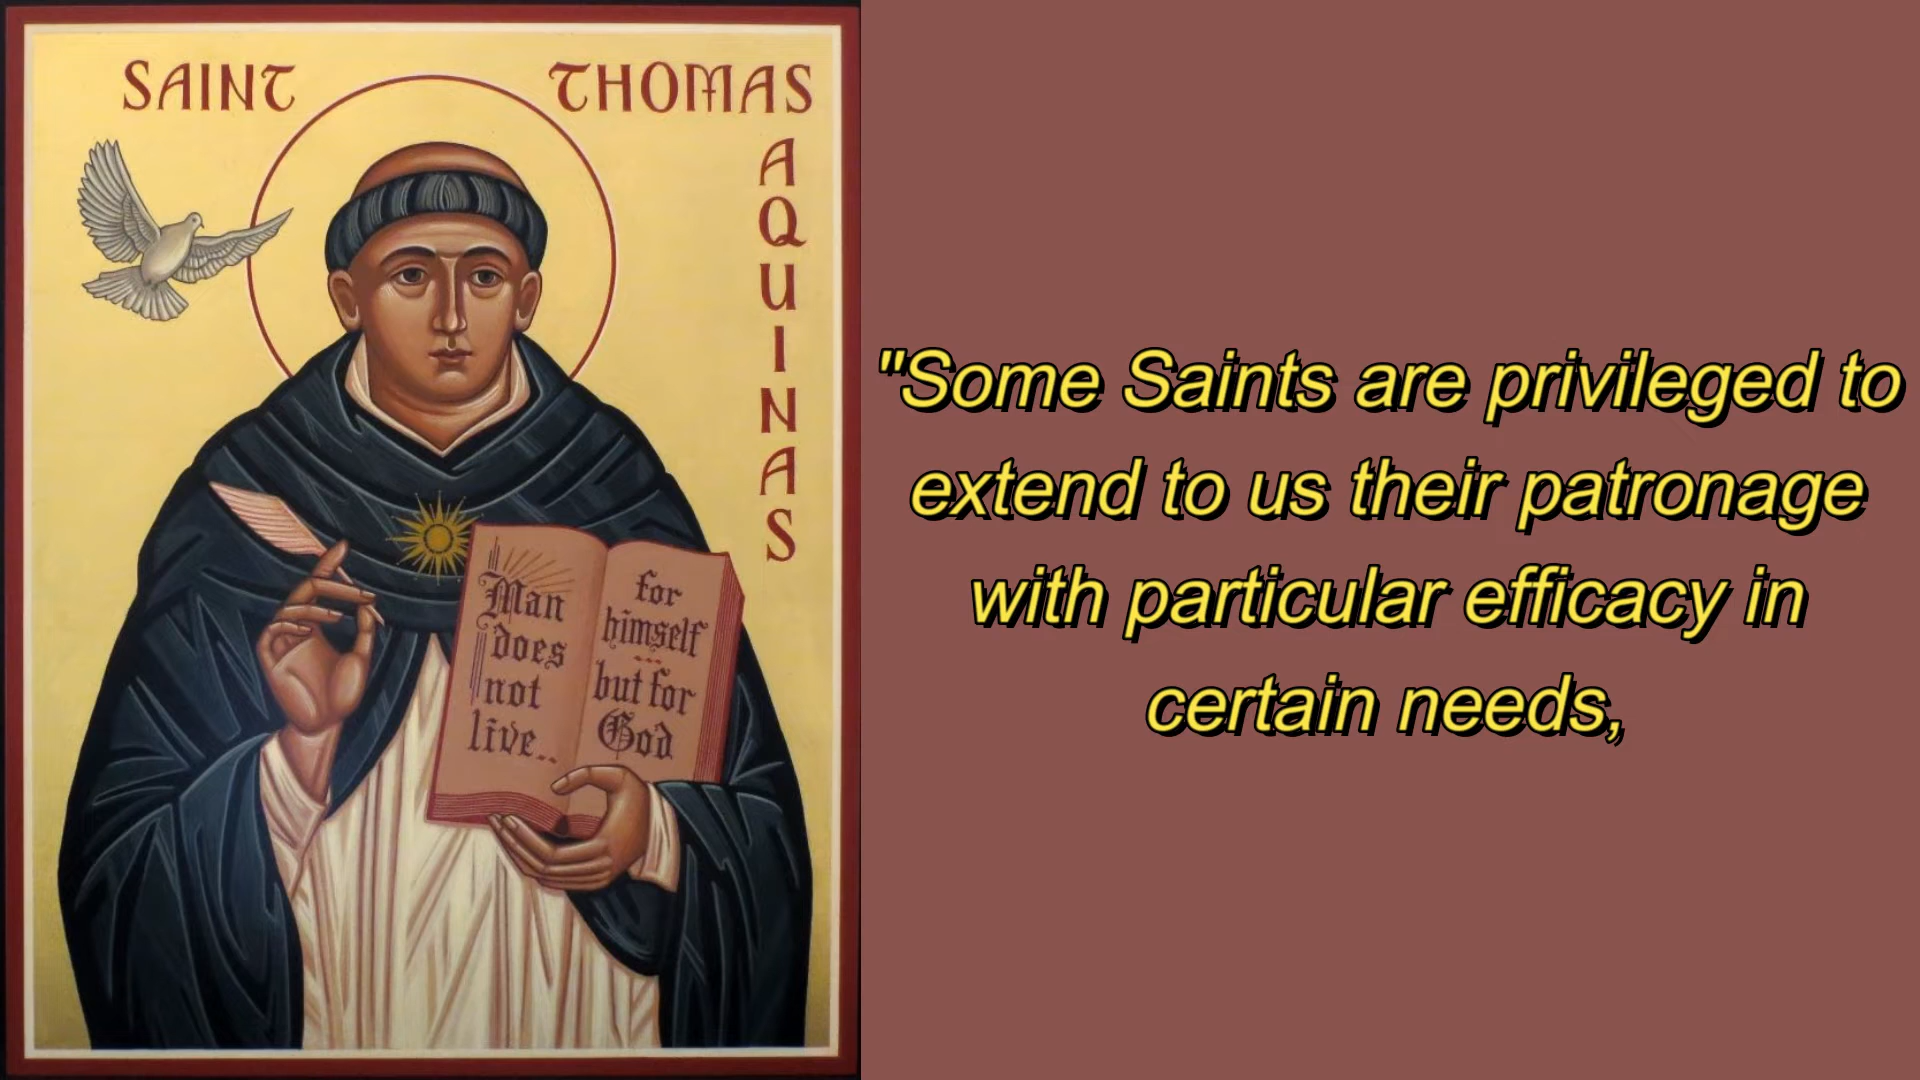 SAINT THOMAS
AQUINAS
Man
does
not
live..
for
himself
...
but for
God
"Some Saints are privileged to
extend to us their patronage
with particular efficacy in
certain needs,